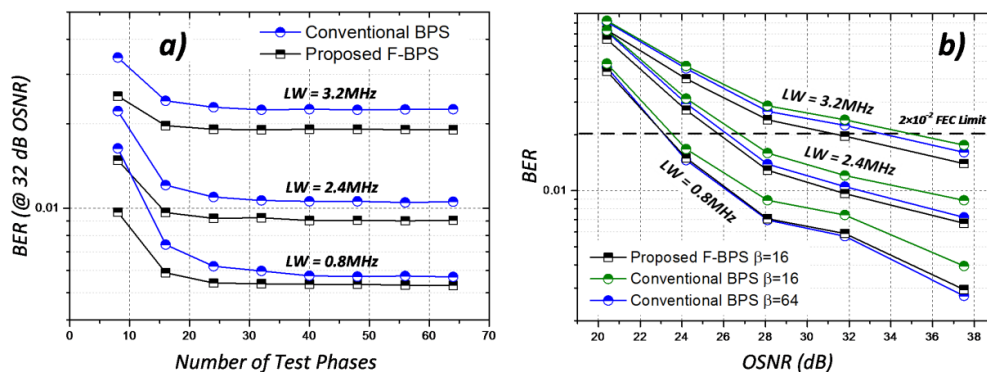 a)
Conventional BPS
Proposed F-BPS
LW = 3.2MHz
LW = 2.4MHz
LW = 0.8MHz
0.01
BER (@ 32 dB OSNR)
0 10 20 30 40 50 60 70
Number of Test Phases
b)
LW = 3.2MHz
2×10⁻² FEC Limit
LW = 2.4MHz
LW = 0.8MHz
Proposed F-BPS β=16
Conventional BPS β=16
Conventional BPS β=64
0.01
BER
20 22 24 26 28 30 32 34 36 38
OSNR (dB)